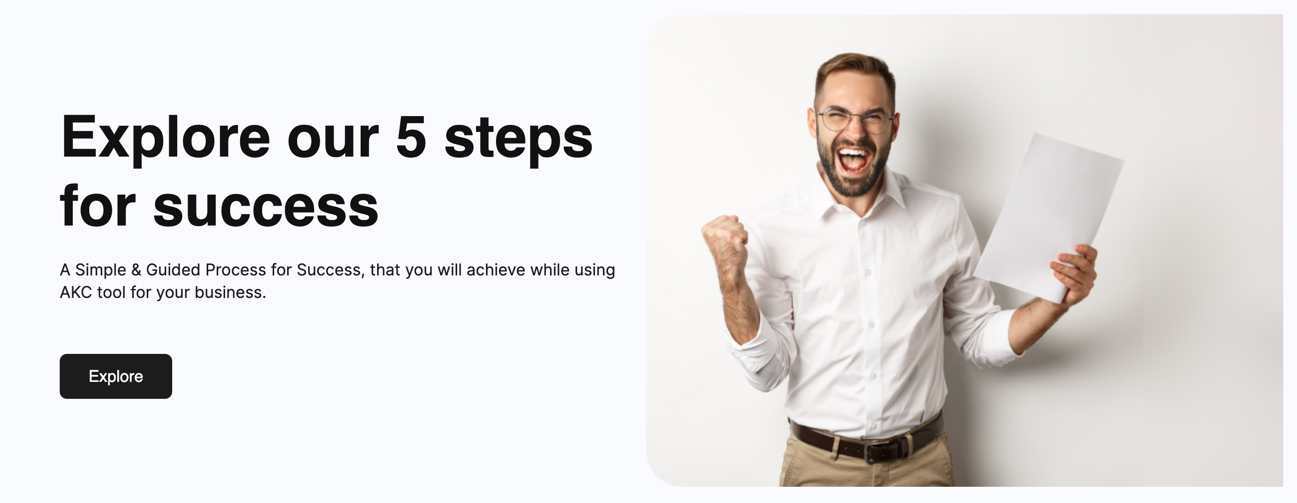 Explore our 5 steps
for success
A Simple & Guided Process for Success, that you will achieve while using
AKC tool for your business.
Explore